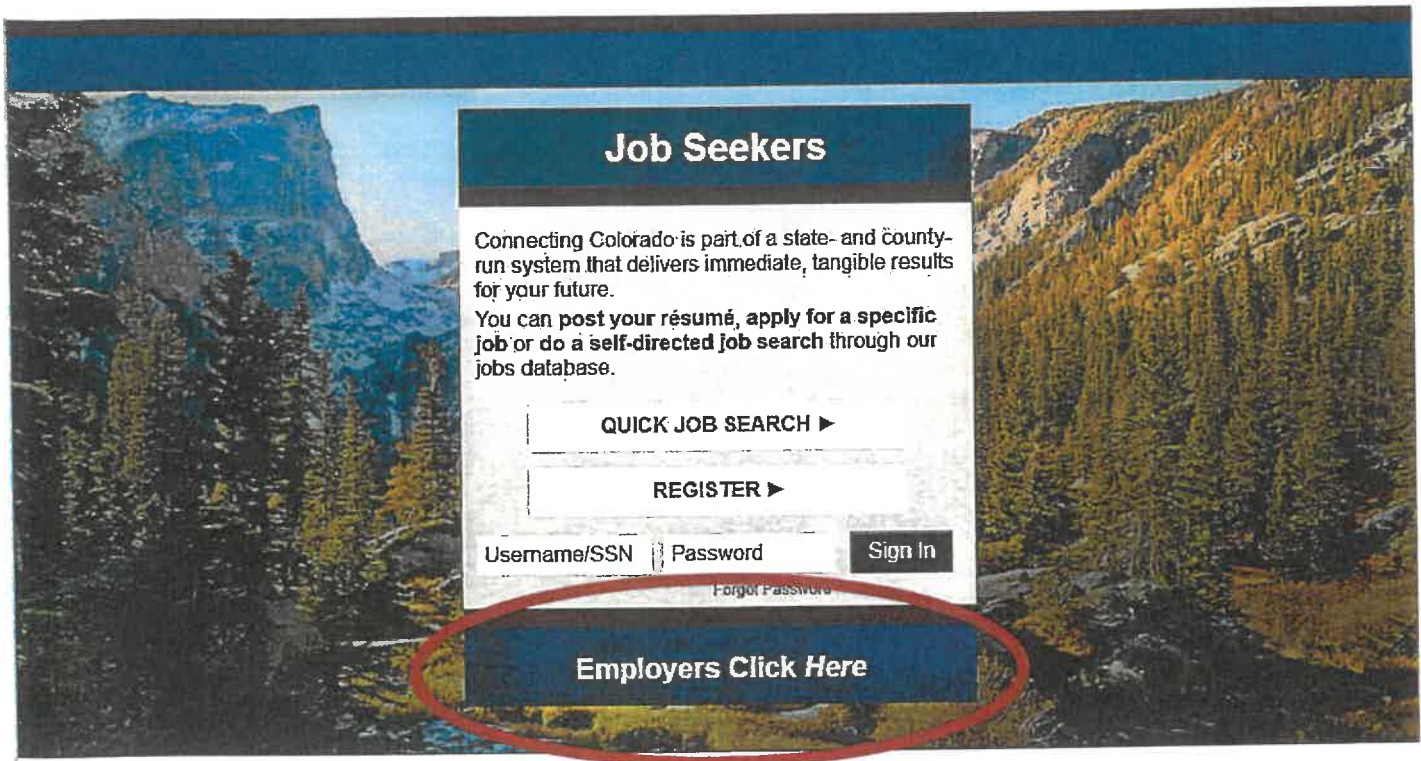 Job Seekers
Connecting Colorado is part of a state- and county-
run system that delivers immediate, tangible results
for your future.
You can post your résumé, apply for a specific
job or do a self-directed job search through our
jobs database.
QUICK JOB SEARCH ►
REGISTER ►
Username/SSN Password Sign In
Forgot Password
Employers Click Here